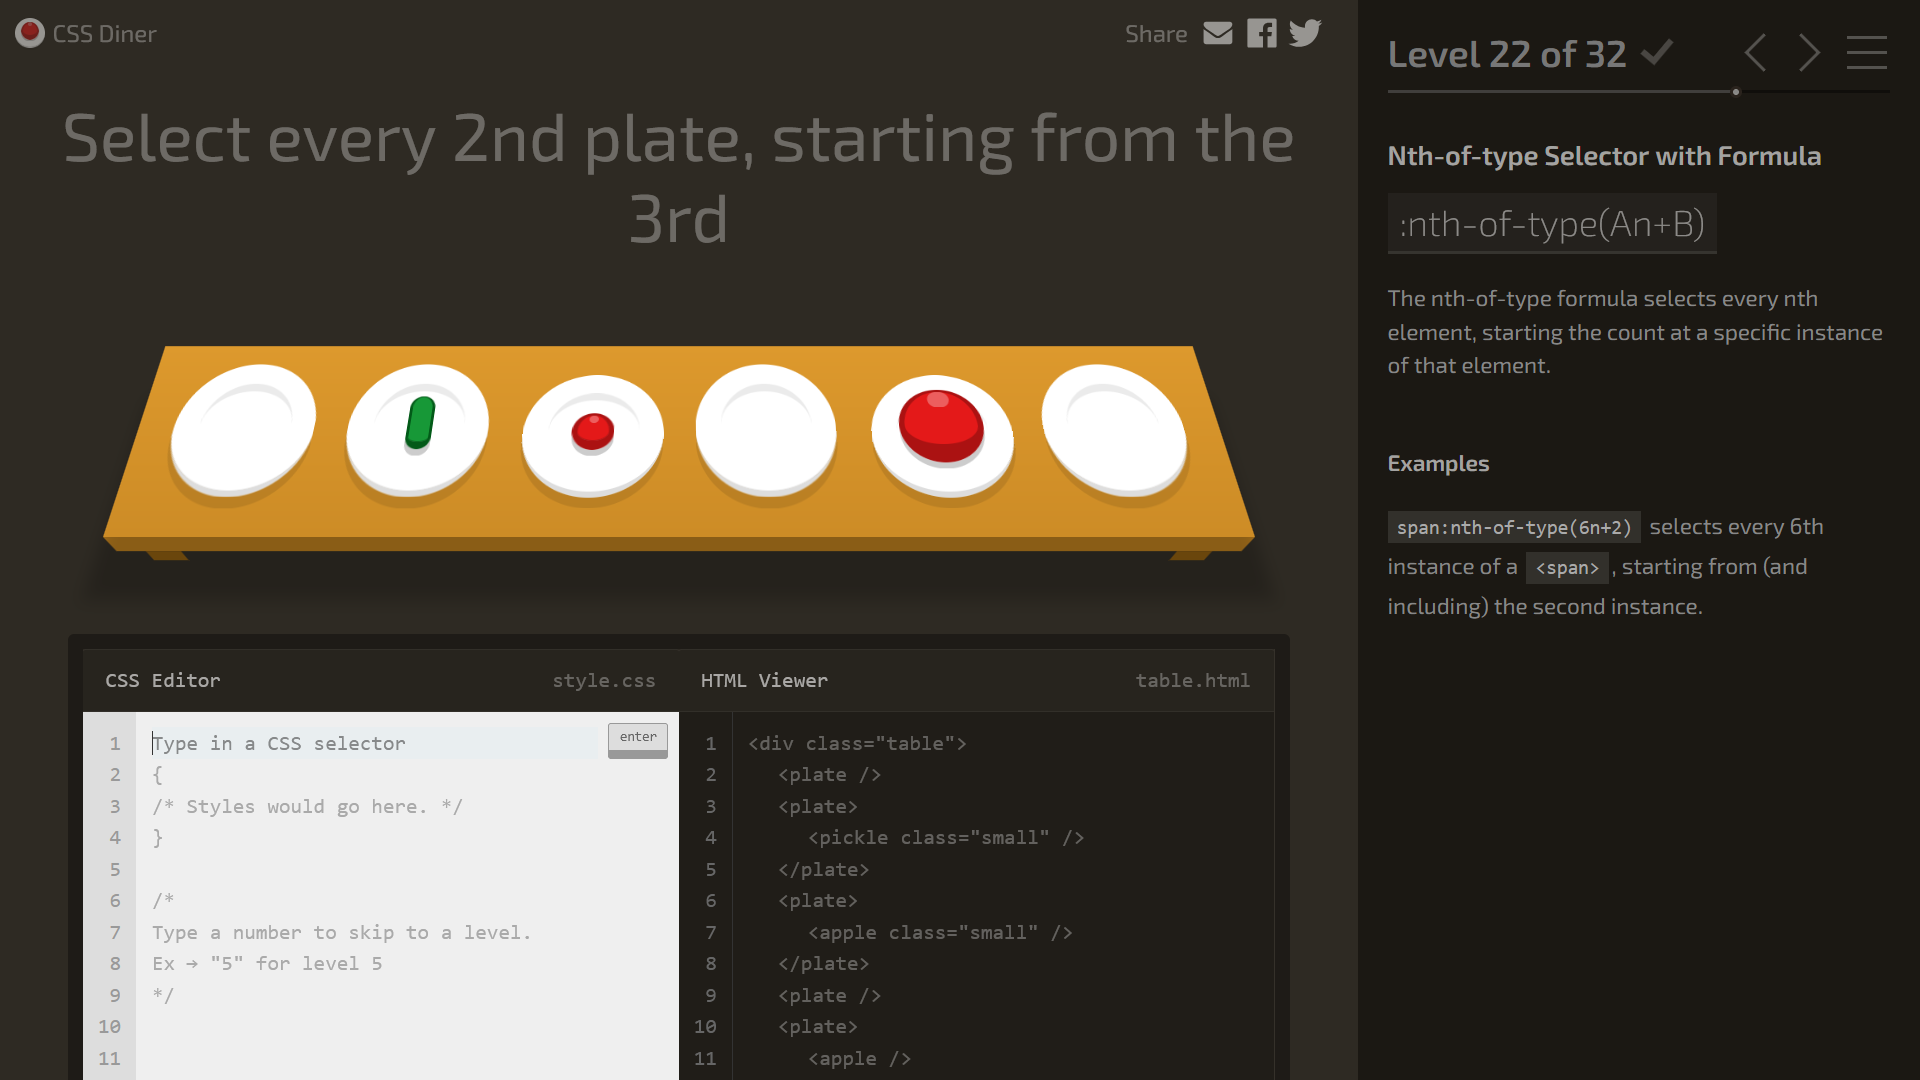 CSS Diner
Share
Select every 2nd plate, starting from the
3rd
CSS Editor style.css
1 Type in a CSS selector
enter
2 {
3 /* Styles would go here. */
4 }
5
6 /*
7 Type a number to skip to a level.
8 Ex → "5" for level 5
9 */
10
11
HTML Viewer table.html
1 <div class="table">
2 <plate />
3 <plate>
4 <pickle class="small" />
5 </plate>
6 <plate>
7 <apple class="small" />
8 </plate>
9 <plate />
10 <plate>
11 <apple />
Level 22 of 32
Nth-of-type Selector with Formula
:nth-of-type(An+B)
The nth-of-type formula selects every nth
element, starting the count at a specific instance
of that element.
Examples
span:nth-of-type(6n+2) selects every 6th
instance of a <span> , starting from (and
including) the second instance.